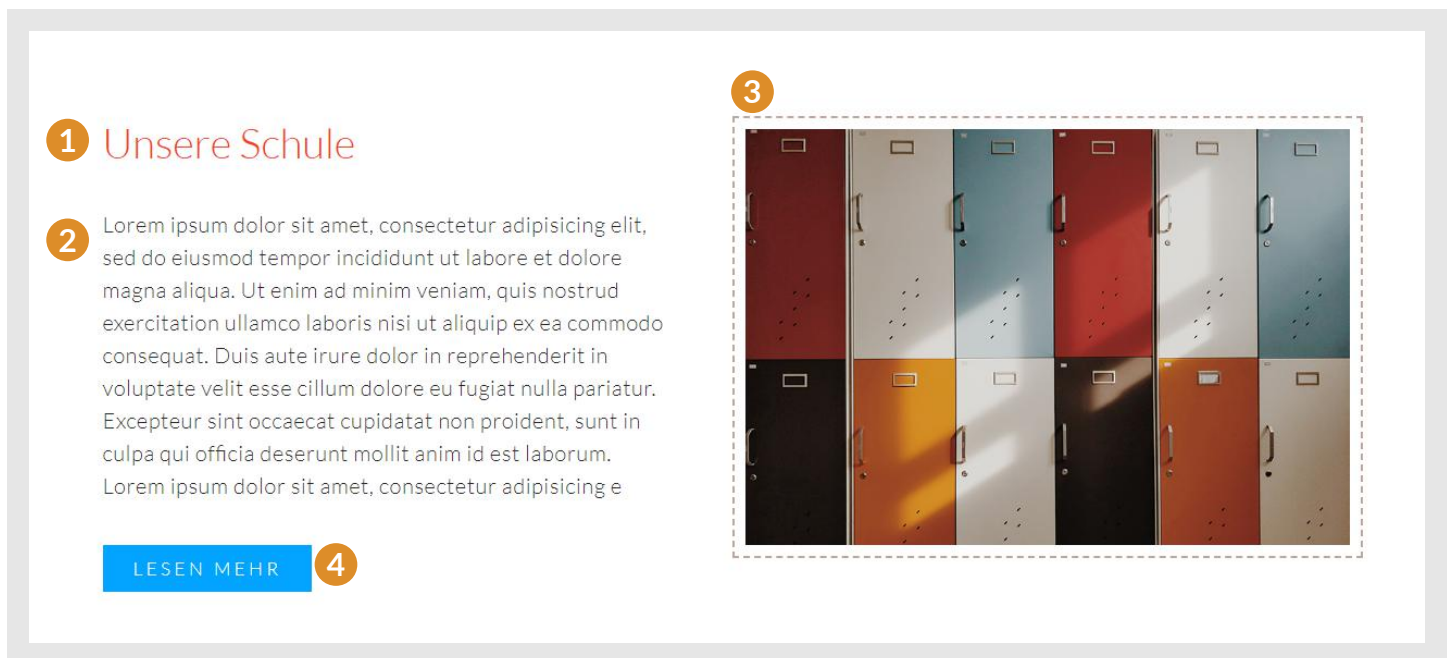 1 Unsere Schule
2 Lorem ipsum dolor sit amet, consectetur adipisicing elit,
sed do eiusmod tempor incididunt ut labore et dolore
magna aliqua. Ut enim ad minim veniam, quis nostrud
exercitation ullamco laboris nisi ut aliquip ex ea commodo
consequat. Duis aute irure dolor in reprehenderit in
voluptate velit esse cillum dolore eu fugiat nulla pariatur.
Excepteur sint occaecat cupidatat non proident, sunt in
culpa qui officia deserunt mollit anim id est laborum.
Lorem ipsum dolor sit amet, consectetur adipisicing e
LESEN MEHR 4
3